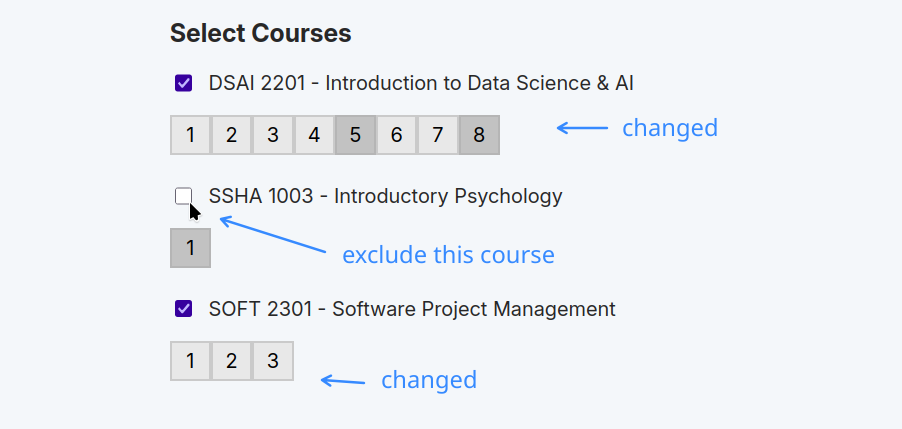 Select Courses
DSAI 2201 - Introduction to Data Science & AI
1 2 3 4 5 6 7 8
changed
SSHA 1003 - Introductory Psychology
1
exclude this course
SOFT 2301 - Software Project Management
1 2 3
changed